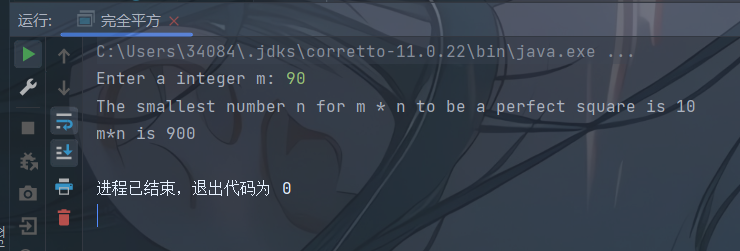 运行: 完全平方
C:\Users\34084\.jdks\corretto-11.0.22\bin\java.exe ...
Enter a integer m: 90
The smallest number n for m * n to be a perfect square is 10
m*n is 900
进程已结束，退出代码为 0